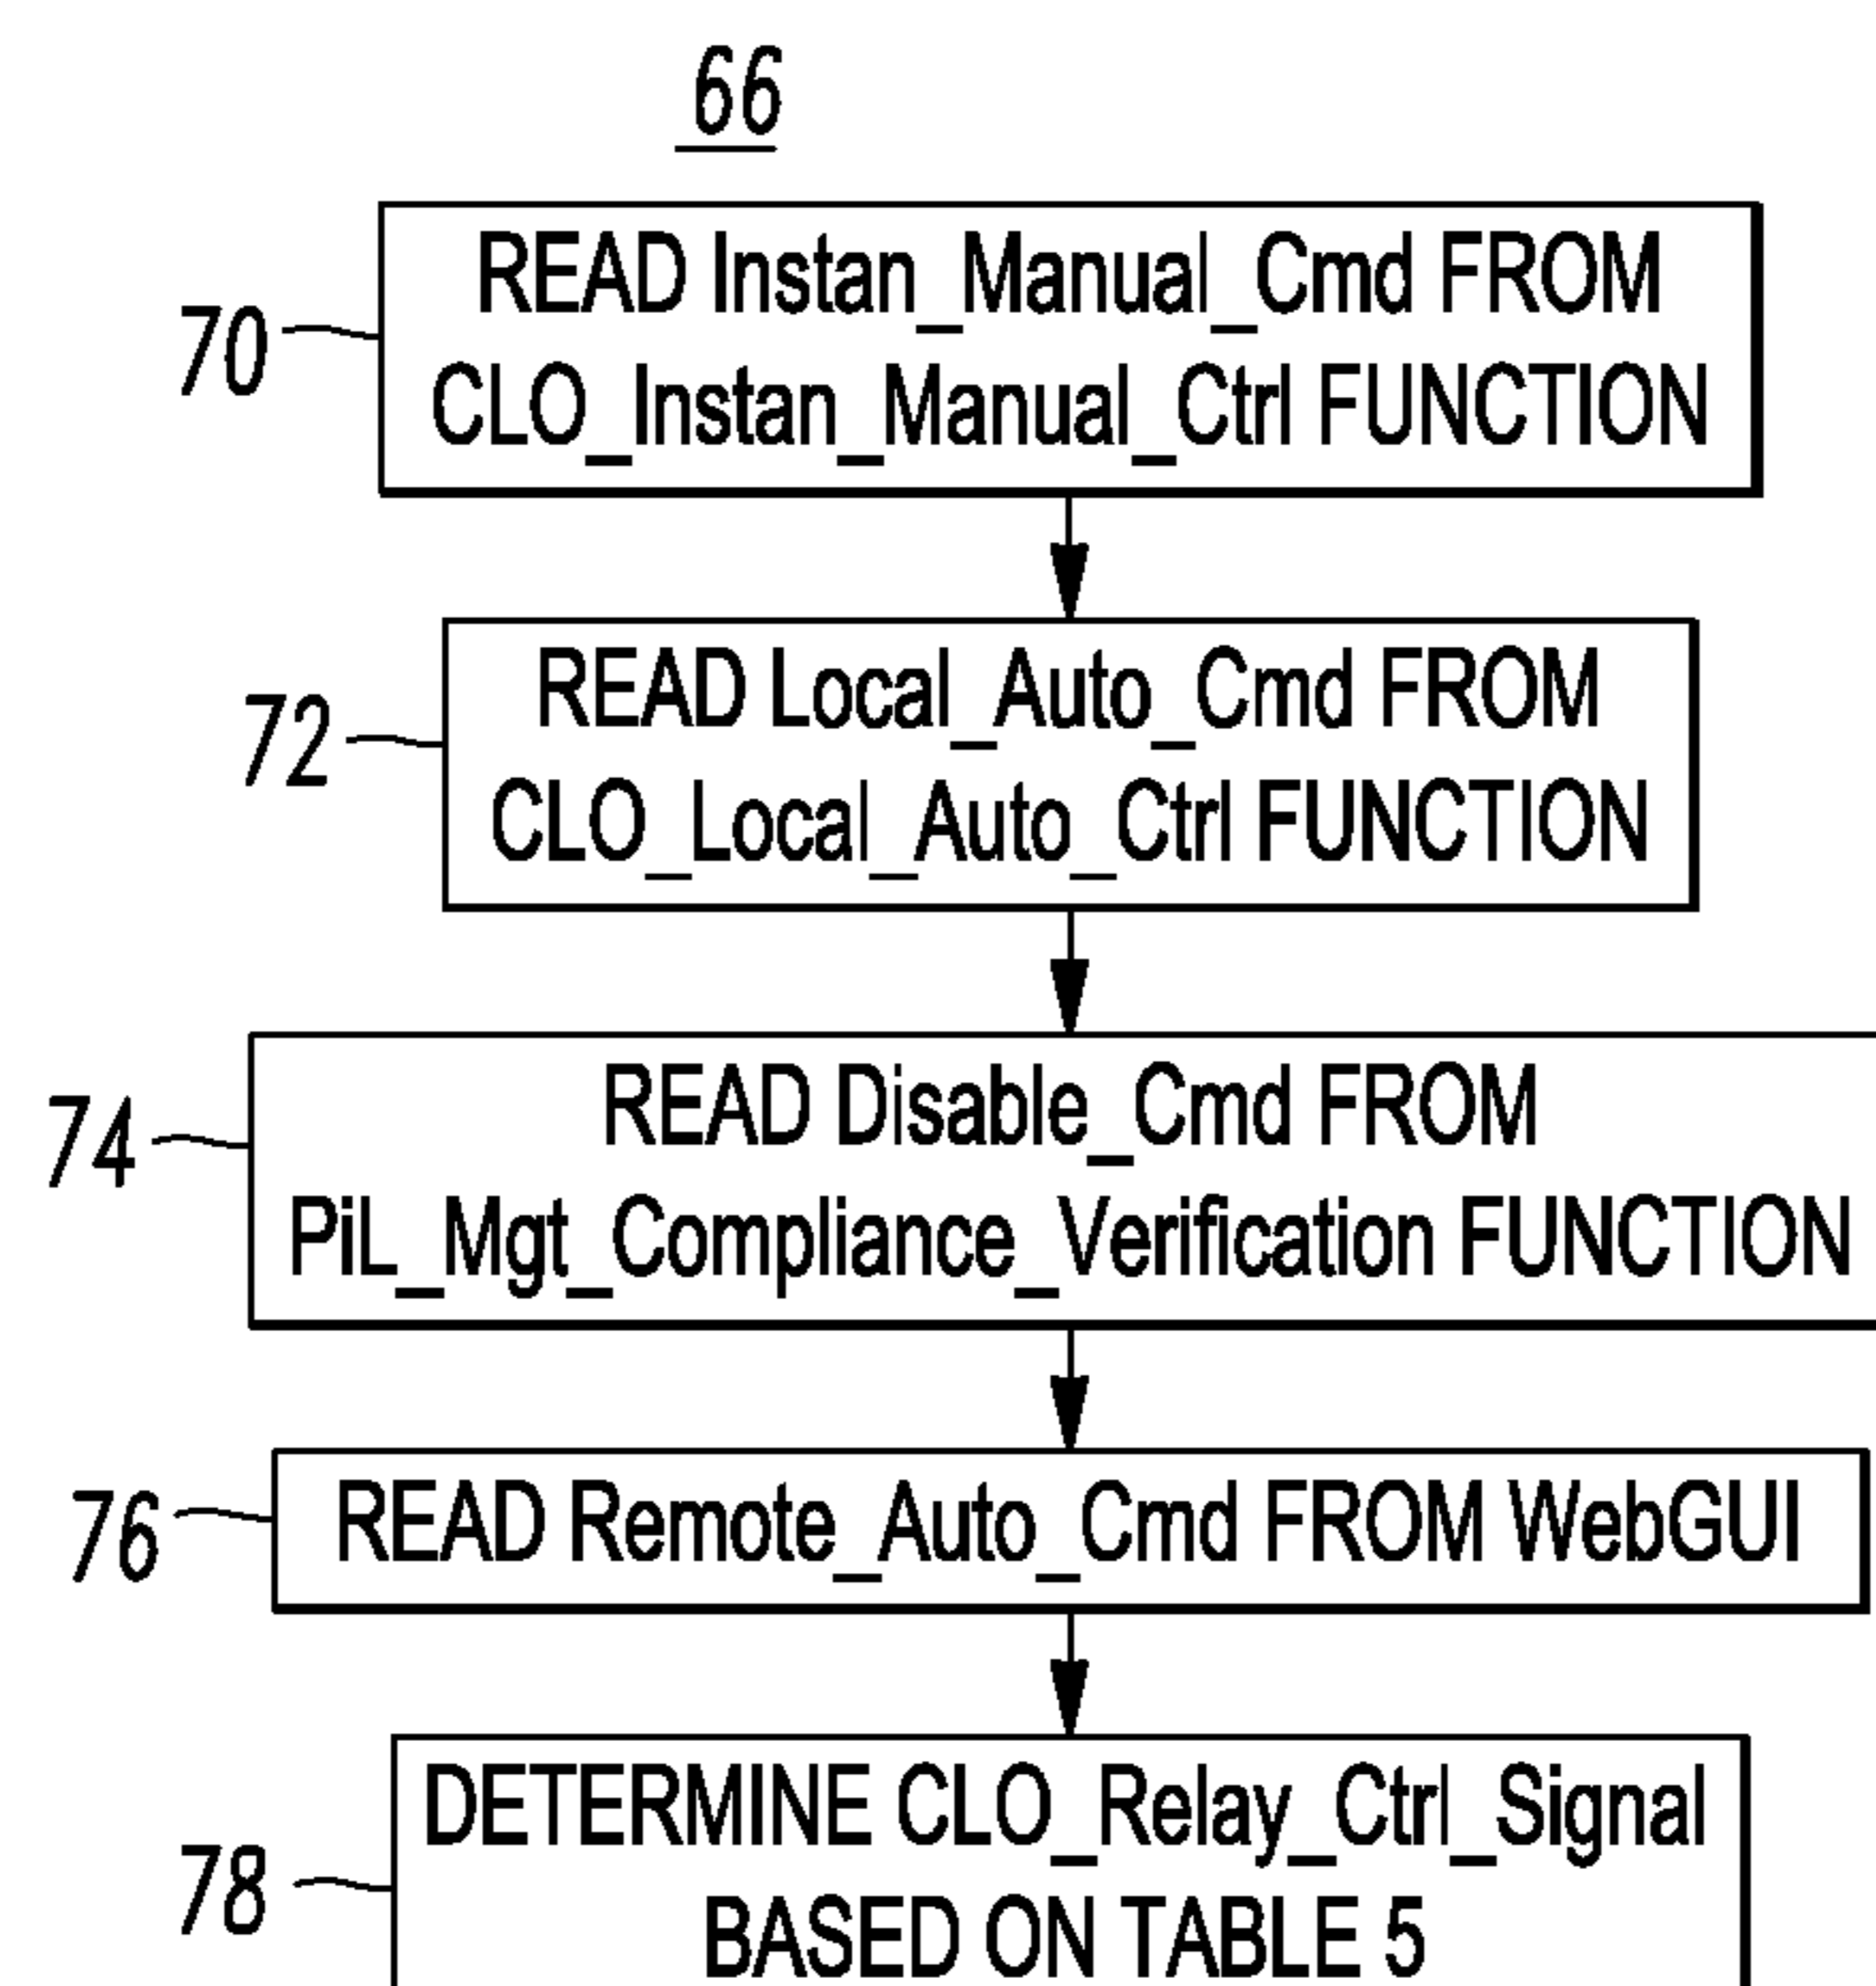 66
70
READ Instan_Manual_Cmd FROM
CLO_Instan_Manual_Ctrl FUNCTION
72
READ Local_Auto_Cmd FROM
CLO_Local_Auto_Ctrl FUNCTION
74
READ Disable_Cmd FROM
PiL_Mgt_Compliance_Verification FUNCTION
76
READ Remote_Auto_Cmd FROM WebGUI
78
DETERMINE CLO_Relay_Ctrl_Signal
BASED ON TABLE 5